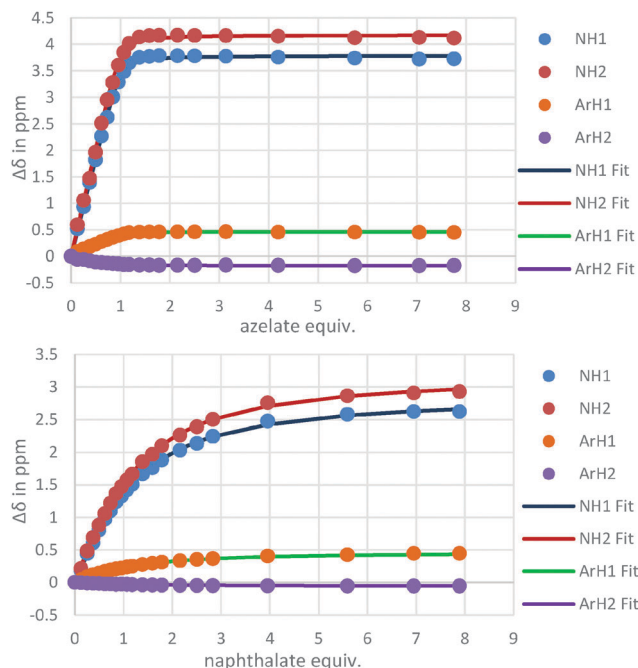 4.5
4
3.5
3
2.5
2
1.5
1
0.5
0
-0.5
Δδ in ppm
0 1 2 3 4 5 6 7 8 9
azelate equiv.
NH1
NH2
ArH1
ArH2
NH1 Fit
NH2 Fit
ArH1 Fit
ArH2 Fit
3.5
3
2.5
2
1.5
1
0.5
0
-0.5
Δδ in ppm
0 1 2 3 4 5 6 7 8 9
naphthalate equiv.
NH1
NH2
ArH1
ArH2
NH1 Fit
NH2 Fit
ArH1 Fit
ArH2 Fit